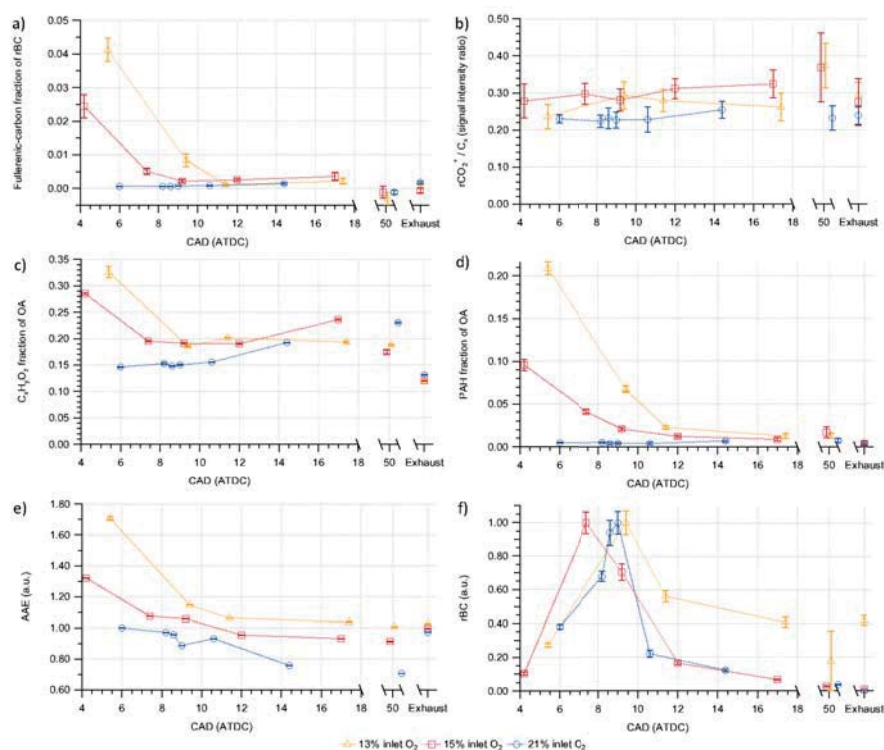 a)
Fullerenic-carbon fraction of rBC
0.05
0.04
0.03
0.02
0.01
0.00
4 6 8 10 12 14 16 18 50 Exhaust
CAD (ATDC)
b)
rCO2+ / Cx (signal intensity ratio)
0.50
0.40
0.30
0.20
0.10
0.00
4 6 8 10 12 14 16 18 50 Exhaust
CAD (ATDC)
c)
CxHyOz fraction of OA
0.35
0.30
0.25
0.20
0.15
0.10
0.05
0.00
4 6 8 10 12 14 16 18 50 Exhaust
CAD (ATDC)
d)
PAH fraction of OA
0.20
0.15
0.10
0.05
0.00
4 6 8 10 12 14 16 18 50 Exhaust
CAD (ATDC)
e)
AAE (a.u.)
1.80
1.60
1.40
1.20
1.00
0.80
0.60
4 6 8 10 12 14 16 18 50 Exhaust
CAD (ATDC)
f)
rBC (a.u.)
1.00
0.80
0.60
0.40
0.20
0.00
4 6 8 10 12 14 16 18 50 Exhaust
CAD (ATDC)
13% inlet O2 15% inlet O2 21% inlet O2